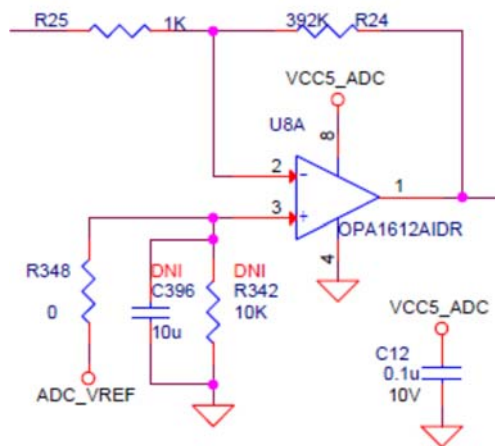 R25 1K 392K R24
VCC5_ADC
U8A
8
2 - 1
3 + OPA1612AIDR
4
R348 DNI DNI
C396 R342
0 10u 10K
ADC_VREF
VCC5_ADC
C12
0.1u
10V